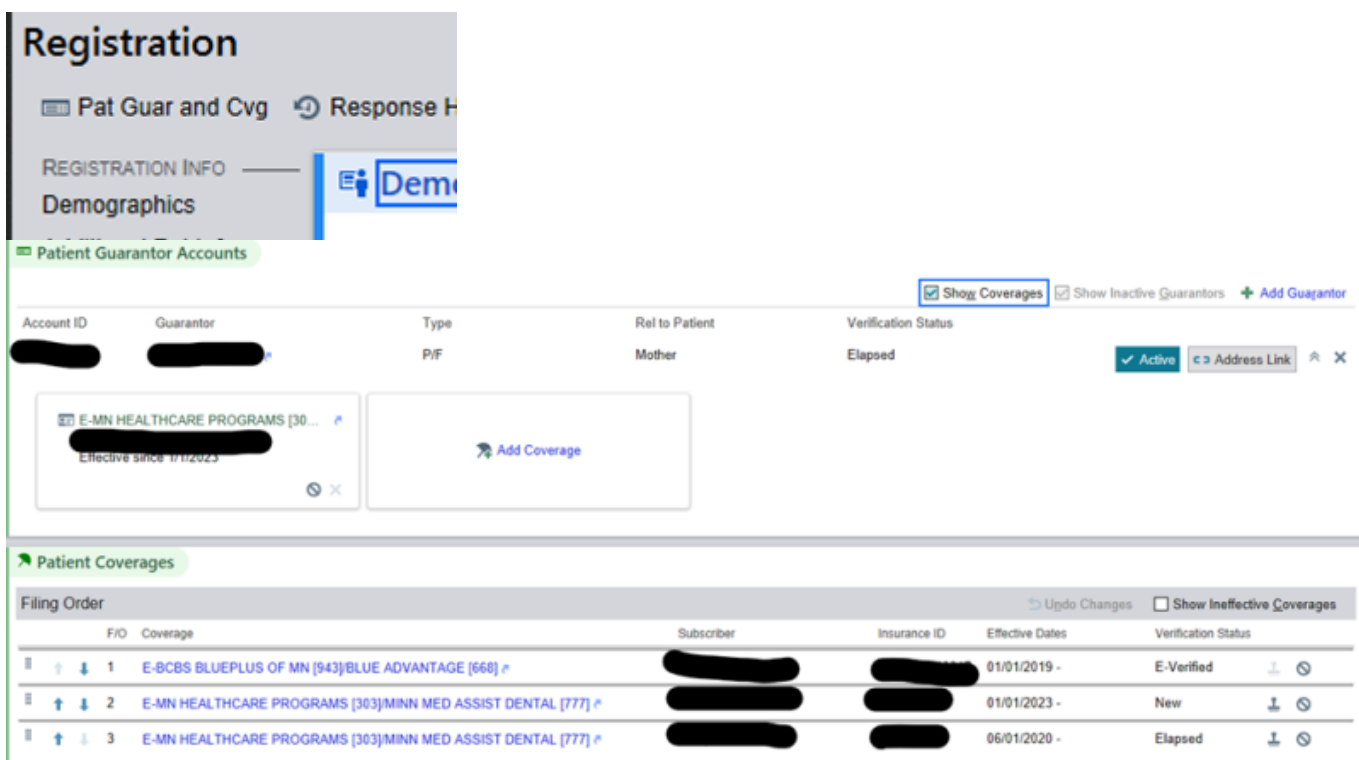 Registration
Pat Guar and Cvg Response H
REGISTRATION INFO
Demographics
Demo
Patient Guarantor Accounts
Show Coverages Show Inactive Guarantors Add Guarantor
Account ID Guarantor Type Rel to Patient Verification Status
P/F Mother Elapsed Active Address Link
E-MN HEALTHCARE PROGRAMS [30...
Effective since 1/1/2023
Add Coverage
Patient Coverages
Filing Order Undo Changes Show Ineffective Coverages
F/O Coverage Subscriber Insurance ID Effective Dates Verification Status
1 E-BCBS BLUEPLUS OF MN [943]/BLUE ADVANTAGE [668] 01/01/2019 - E-Verified
2 E-MN HEALTHCARE PROGRAMS [303]/MINN MED ASSIST DENTAL [777] 01/01/2023 - New
3 E-MN HEALTHCARE PROGRAMS [303]/MINN MED ASSIST DENTAL [777] 06/01/2020 - Elapsed